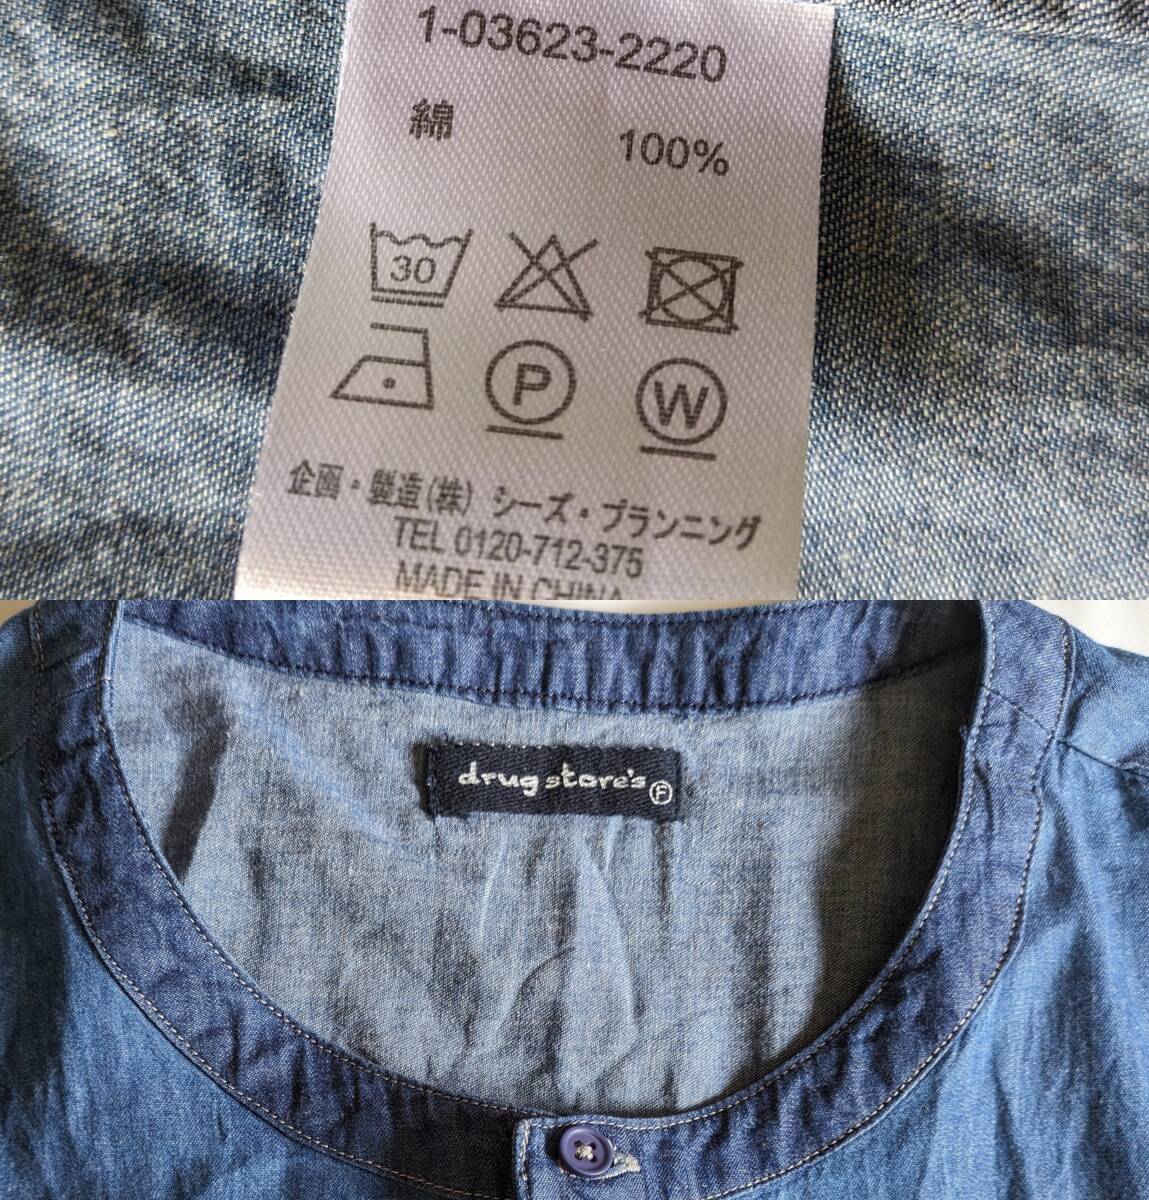 1-03623-2220
綿 100%
30
P W
企画・製造(株) シーズ・プランニング
TEL 0120-712-375
MADE IN CHINA
drug store's F